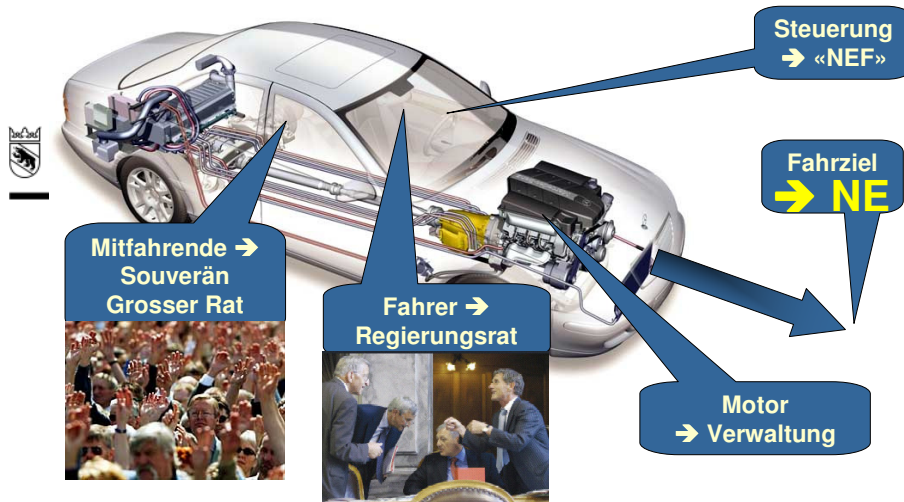 Steuerung
➔ «NEF»
Fahrziel
➔ NE
Mitfahrende ➔
Souverän
Grosser Rat
Fahrer ➔
Regierungsrat
Motor
➔ Verwaltung